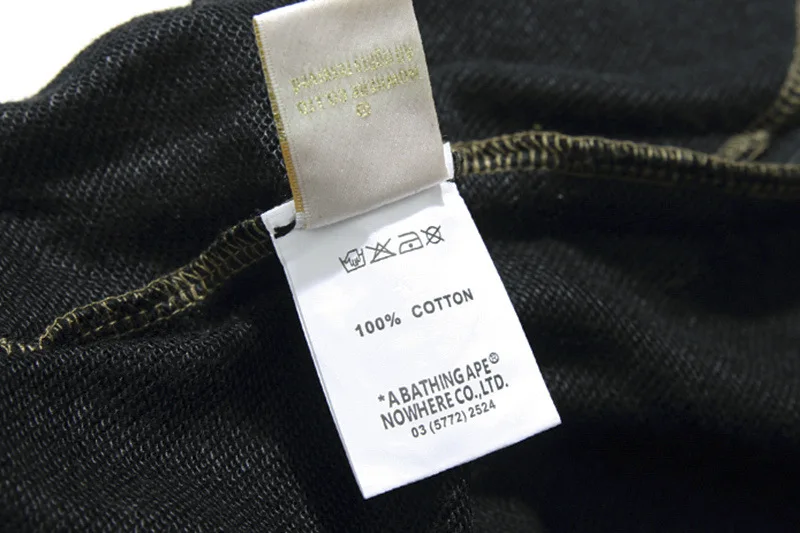 100% COTTON
*A BATHING APE®
NOWHERE CO.,LTD.
03 (5772) 2524